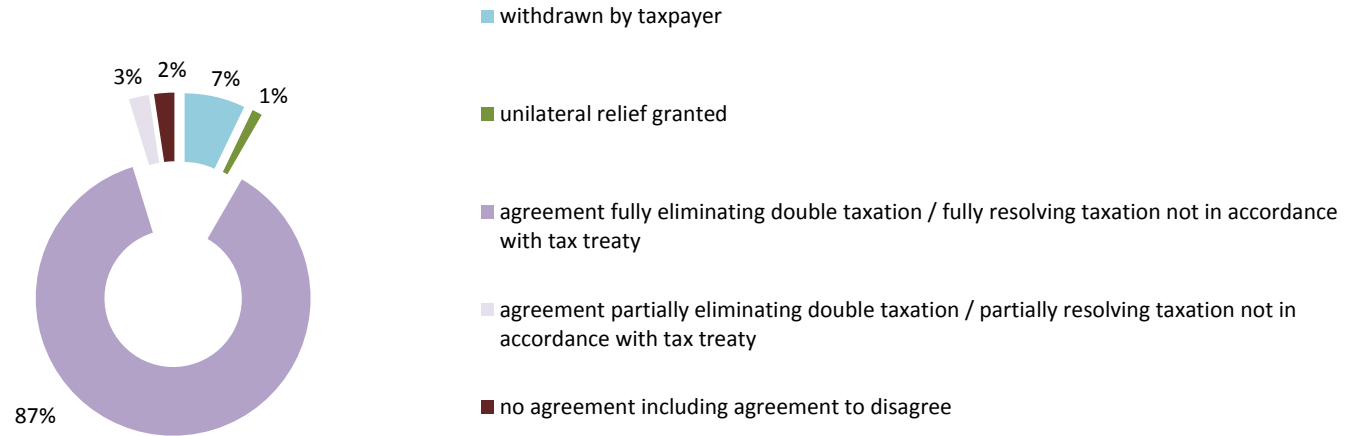 withdrawn by taxpayer
3%
2%
7%
1%
unilateral relief granted
agreement fully eliminating double taxation / fully resolving taxation not in accordance
with tax treaty
agreement partially eliminating double taxation / partially resolving taxation not in
accordance with tax treaty
no agreement including agreement to disagree
87%